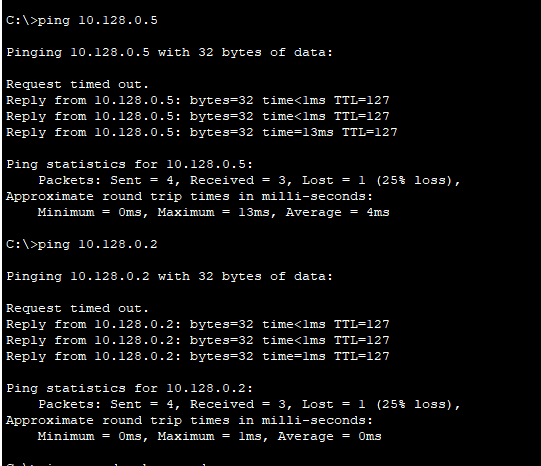 C:\>ping 10.128.0.5
Pinging 10.128.0.5 with 32 bytes of data:
Request timed out.
Reply from 10.128.0.5: bytes=32 time<1ms TTL=127
Reply from 10.128.0.5: bytes=32 time<1ms TTL=127
Reply from 10.128.0.5: bytes=32 time=13ms TTL=127
Ping statistics for 10.128.0.5:
    Packets: Sent = 4, Received = 3, Lost = 1 (25% loss),
Approximate round trip times in milli-seconds:
    Minimum = 0ms, Maximum = 13ms, Average = 4ms
C:\>ping 10.128.0.2
Pinging 10.128.0.2 with 32 bytes of data:
Request timed out.
Reply from 10.128.0.2: bytes=32 time<1ms TTL=127
Reply from 10.128.0.2: bytes=32 time<1ms TTL=127
Reply from 10.128.0.2: bytes=32 time=1ms TTL=127
Ping statistics for 10.128.0.2:
    Packets: Sent = 4, Received = 3, Lost = 1 (25% loss),
Approximate round trip times in milli-seconds:
    Minimum = 0ms, Maximum = 1ms, Average = 0ms